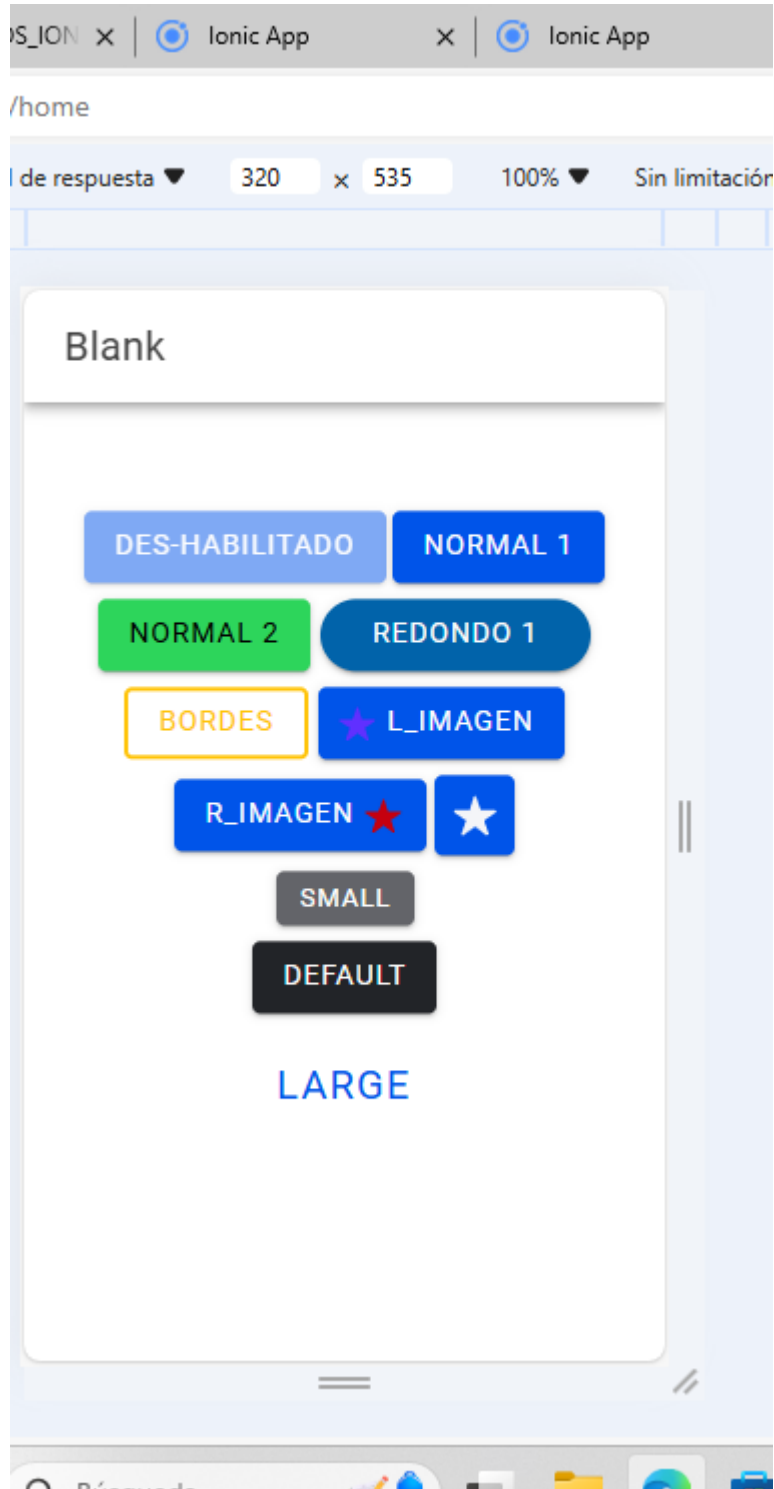 Ionic App Ionic App
/home
de respuesta 320 × 535 100% Sin limitación
Blank
DES-HABILITADO NORMAL 1
NORMAL 2 REDONDO 1
BORDES L_IMAGEN
R_IMAGEN
SMALL
DEFAULT
LARGE